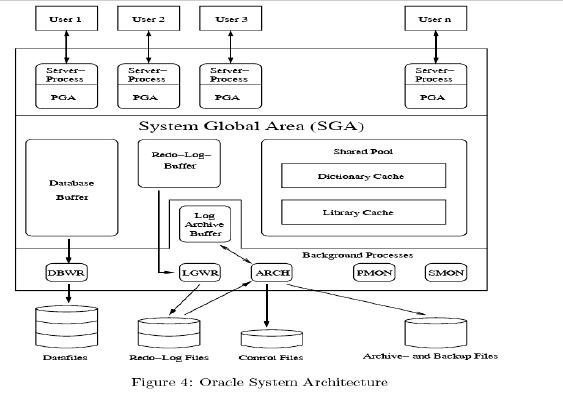 User 1 User 2 User 3 User n
Server-Process Server-Process Server-Process Server-Process
PGA PGA PGA PGA
System Global Area (SGA)
Database
Buffer
Redo-Log-
Buffer
Shared Pool
Dictionary Cache
Library Cache
Log
Archive
Buffer
Background Processes
DBWR LGWR ARCH PMON SMON
Datafiles Redo-Log Files Control Files Archive- and Backup Files
Figure 4: Oracle System Architecture